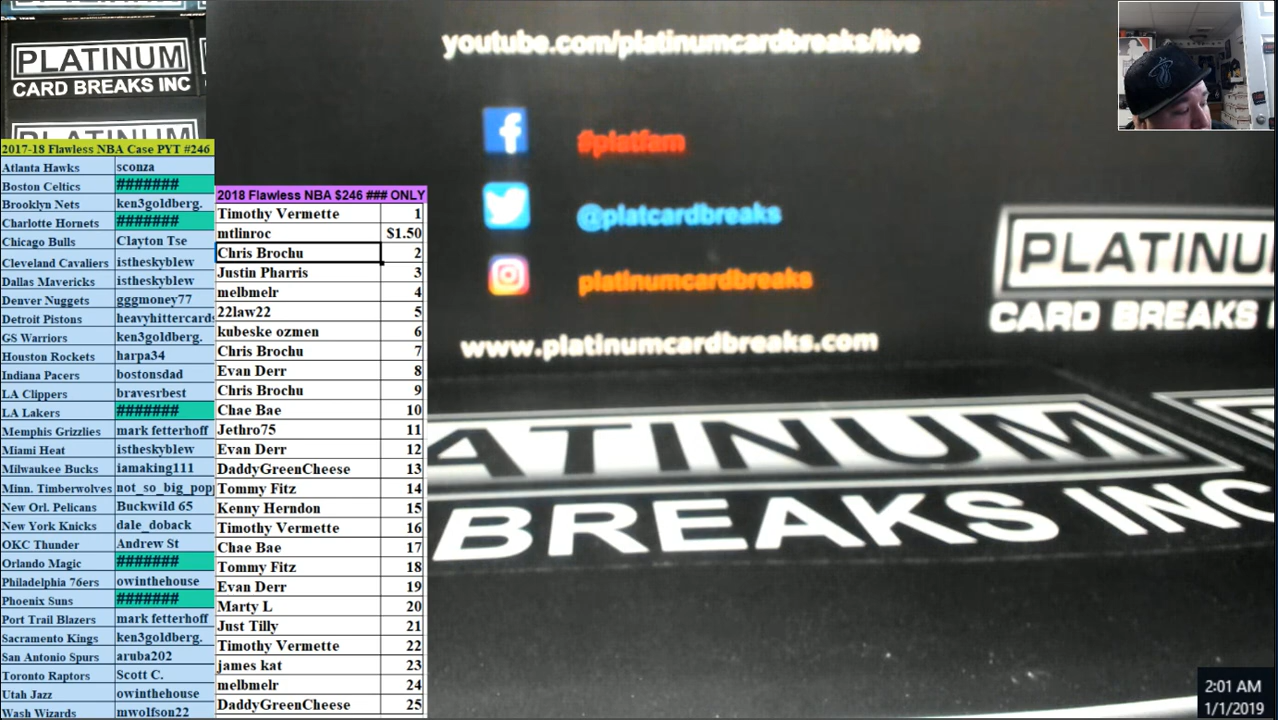 PLATINUM
CARD BREAKS INC
PLATINUM
2017-18 Flawless NBA Case PYT #246
Atlanta Hawks sconza
Boston Celtics #######
Brooklyn Nets ken3goldberg.
Charlotte Hornets #######
Chicago Bulls Clayton Tse
Cleveland Cavaliers istheskyblew
Dallas Mavericks istheskyblew
Denver Nuggets gggmoney77
Detroit Pistons heavyhittercards
GS Warriors ken3goldberg.
Houston Rockets harpa34
Indiana Pacers bostonsdad
LA Clippers bravesrbest
LA Lakers #######
Memphis Grizzlies mark fetterhoff
Miami Heat istheskyblew
Milwaukee Bucks iamaking111
Minn. Timberwolves not_so_big_pop
New Orl. Pelicans Buckwild 65
New York Knicks dale_doback
OKC Thunder Andrew St
Orlando Magic #######
Philadelphia 76ers owinthehouse
Phoenix Suns #######
Port Trail Blazers mark fetterhoff
Sacramento Kings ken3goldberg.
San Antonio Spurs aruba202
Toronto Raptors Scott C.
Utah Jazz owinthehouse
Wash Wizards mwolfson22
2018 Flawless NBA $246 ### ONLY
Timothy Vermette 1
mtlinroc $1.50
Chris Brochu 2
Justin Pharris 3
melbmelr 4
22law22 5
kubeske ozmen 6
Chris Brochu 7
Evan Derr 8
Chris Brochu 9
Chae Bae 10
Jethro75 11
Evan Derr 12
DaddyGreenCheese 13
Tommy Fitz 14
Kenny Herndon 15
Timothy Vermette 16
Chae Bae 17
Tommy Fitz 18
Evan Derr 19
Marty L 20
Just Tilly 21
Timothy Vermette 22
james kat 23
melbmelr 24
DaddyGreenCheese 25
youtube.com/platinumcardbreaks/live
#platfam
@platcardbreaks
platinumcardbreaks
www.platinumcardbreaks.com
PLATINU
CARD BREAKS I
ATINUM
BREAKS INC
2:01 AM
1/1/2019